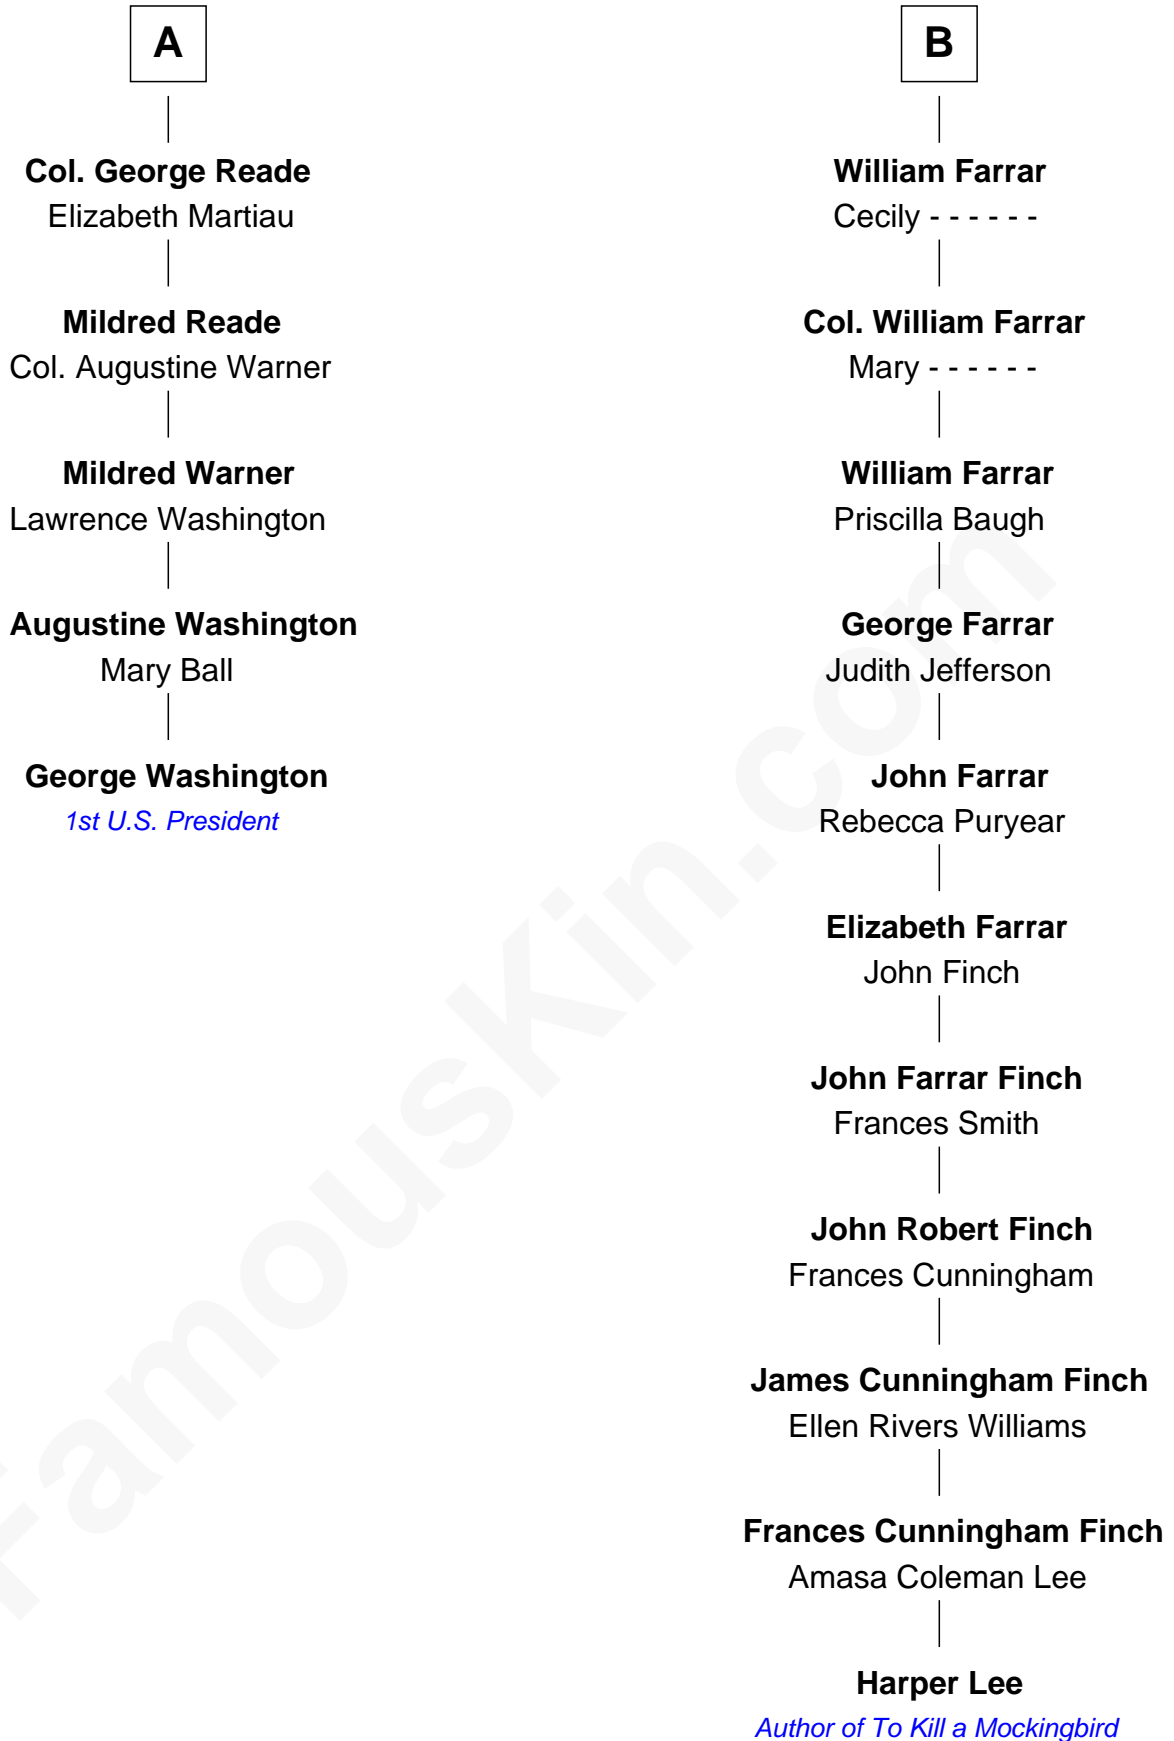 A
Col. George Reade
Elizabeth Martiau
Mildred Reade
Col. Augustine Warner
Mildred Warner
Lawrence Washington
Augustine Washington
Mary Ball
George Washington
1st U.S. President
B
William Farrar
Cecily - - - - - -
Col. William Farrar
Mary - - - - - -
William Farrar
Priscilla Baugh
George Farrar
Judith Jefferson
John Farrar
Rebecca Puryear
Elizabeth Farrar
John Finch
John Farrar Finch
Frances Smith
John Robert Finch
Frances Cunningham
James Cunningham Finch
Ellen Rivers Williams
Frances Cunningham Finch
Amasa Coleman Lee
Harper Lee
Author of To Kill a Mockingbird
FamousKin.com